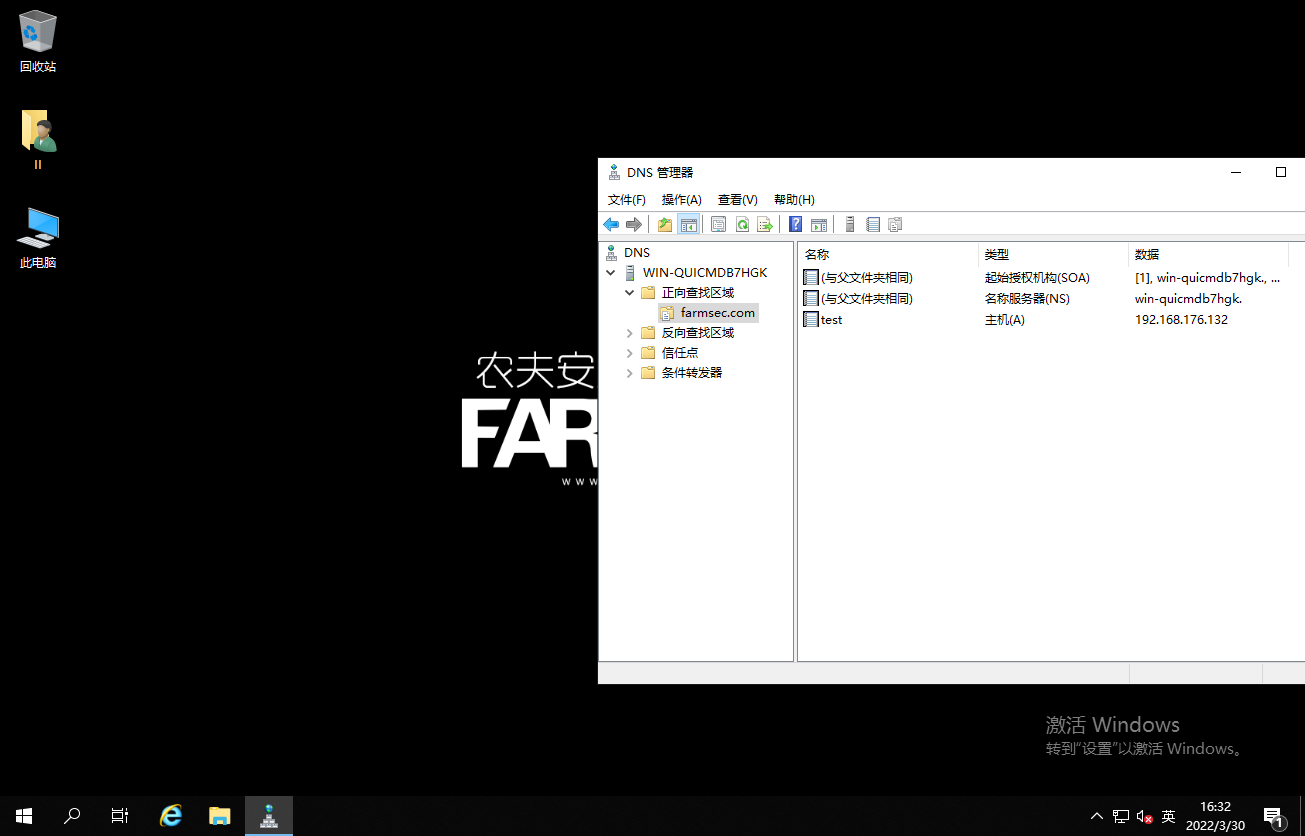 回收站
II
此电脑
农夫安
FAR
www
DNS 管理器
文件(F) 操作(A) 查看(V) 帮助(H)
DNS
WIN-QUICMDB7HGK
正向查找区域
farmsec.com
反向查找区域
信任点
条件转发器
名称 类型 数据
(与父文件夹相同) 起始授权机构(SOA) [1], win-quicmdb7hgk., ...
(与父文件夹相同) 名称服务器(NS) win-quicmdb7hgk.
test 主机(A) 192.168.176.132
激活 Windows
转到"设置"以激活 Windows。
英
16:32
2022/3/30
1